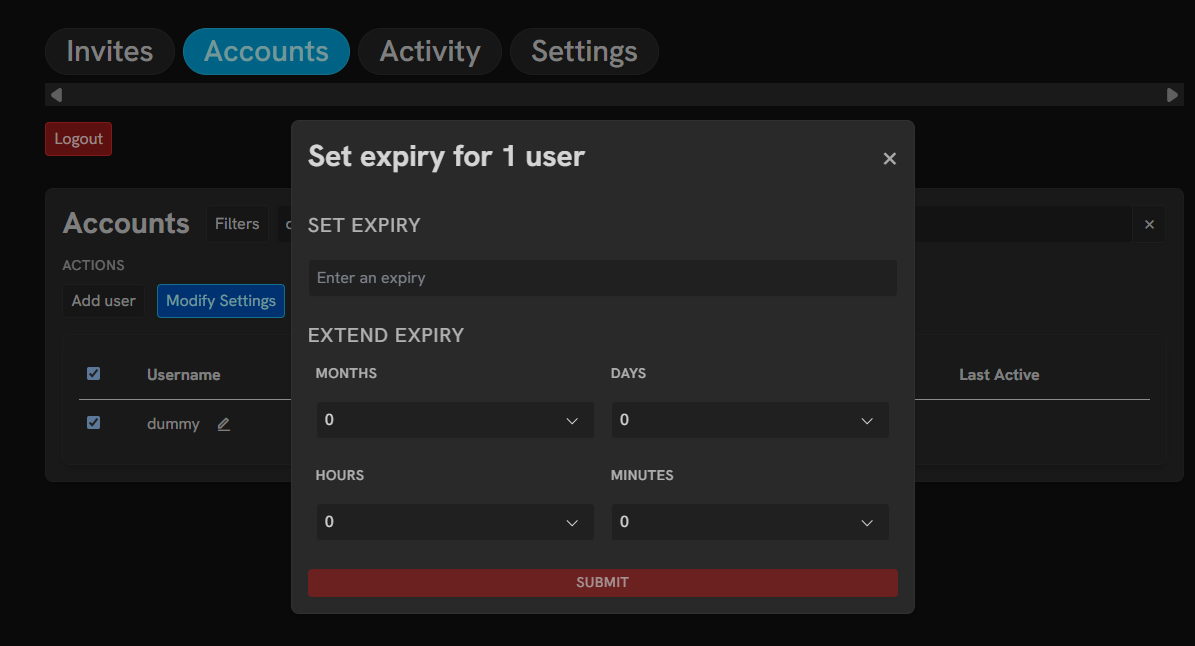 Invites Accounts Activity Settings
Logout
Set expiry for 1 user
Accounts Filters
SET EXPIRY
ACTIONS
Enter an expiry
Add user Modify Settings
EXTEND EXPIRY
MONTHS DAYS
Username Last Active
0 0
dummy
HOURS MINUTES
0 0
SUBMIT